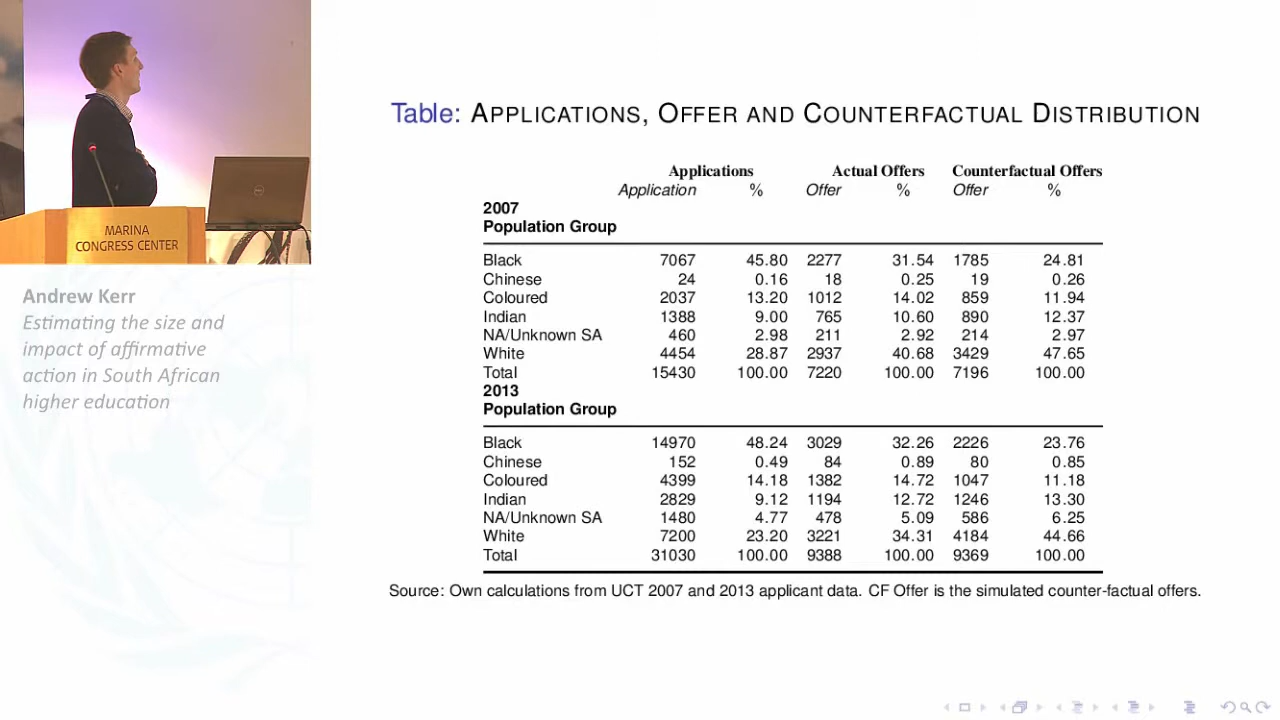 MARINA
CONGRESS CENTER
Andrew Kerr
Estimating the size and
impact of affirmative
action in South African
higher education
Table: APPLICATIONS, OFFER AND COUNTERFACTUAL DISTRIBUTION
Applications Actual Offers Counterfactual Offers
Application % Offer % Offer %
2007
Population Group
Black 7067 45.80 2277 31.54 1785 24.81
Chinese 24 0.16 18 0.25 19 0.26
Coloured 2037 13.20 1012 14.02 859 11.94
Indian 1388 9.00 765 10.60 890 12.37
NA/Unknown SA 460 2.98 211 2.92 214 2.97
White 4454 28.87 2937 40.68 3429 47.65
Total 15430 100.00 7220 100.00 7196 100.00
2013
Population Group
Black 14970 48.24 3029 32.26 2226 23.76
Chinese 152 0.49 84 0.89 80 0.85
Coloured 4399 14.18 1382 14.72 1047 11.18
Indian 2829 9.12 1194 12.72 1246 13.30
NA/Unknown SA 1480 4.77 478 5.09 586 6.25
White 7200 23.20 3221 34.31 4184 44.66
Total 31030 100.00 9388 100.00 9369 100.00
Source: Own calculations from UCT 2007 and 2013 applicant data. CF Offer is the simulated counter-factual offers.